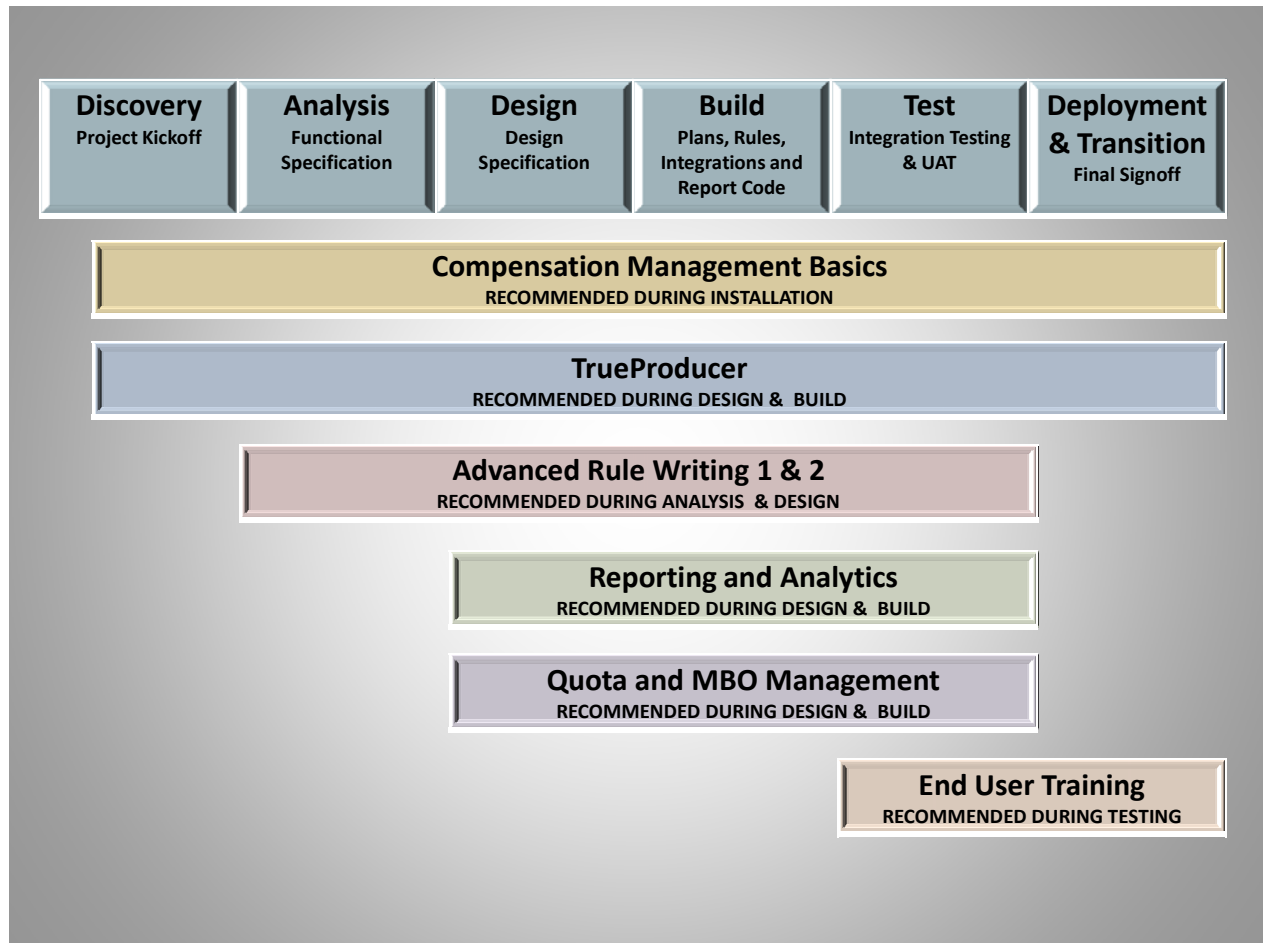 Discovery
Project Kickoff
Analysis
Functional
Specification
Design
Design
Specification
Build
Plans, Rules,
Integrations and
Report Code
Test
Integration Testing
& UAT
Deployment
& Transition
Final Signoff
Compensation Management Basics
RECOMMENDED DURING INSTALLATION
TrueProducer
RECOMMENDED DURING DESIGN & BUILD
Advanced Rule Writing 1 & 2
RECOMMENDED DURING ANALYSIS & DESIGN
Reporting and Analytics
RECOMMENDED DURING DESIGN & BUILD
Quota and MBO Management
RECOMMENDED DURING DESIGN & BUILD
End User Training
RECOMMENDED DURING TESTING